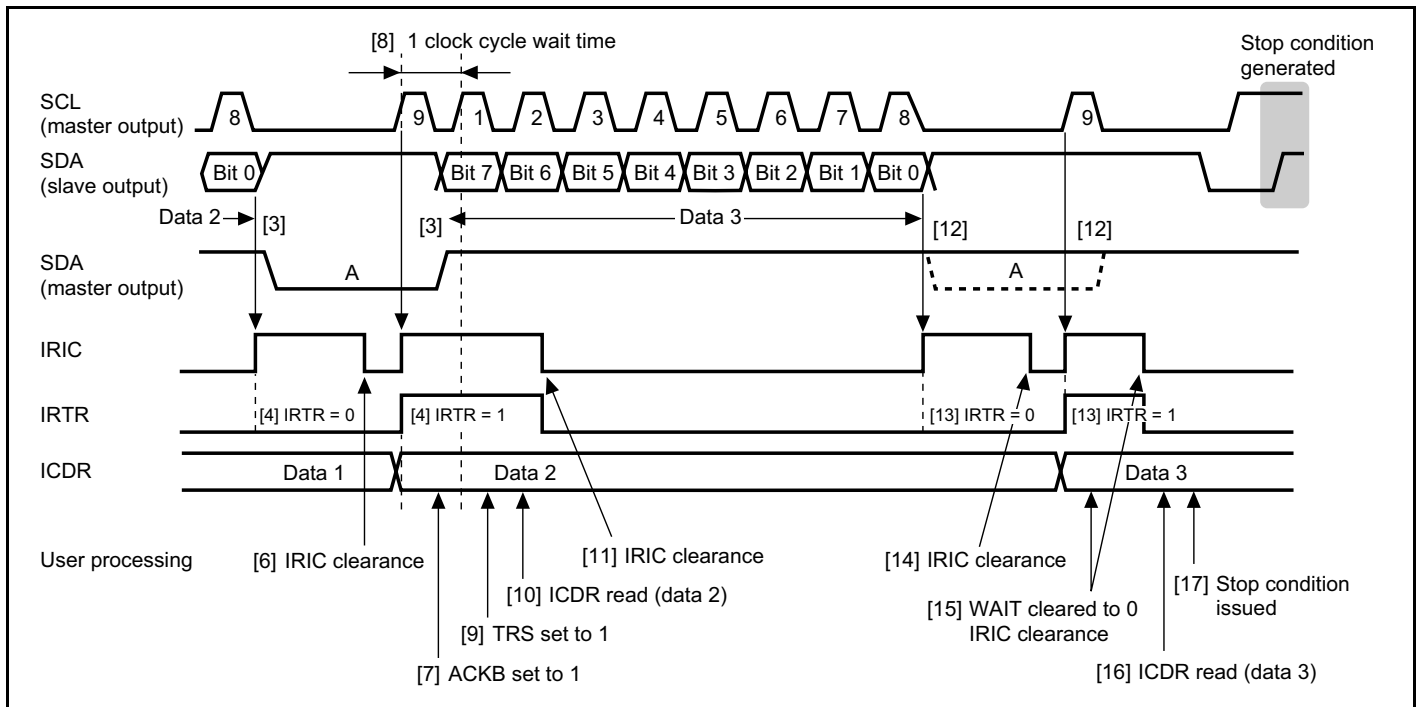 [8] 1 clock cycle wait time
Stop condition
generated
SCL
(master output)
8 9 1 2 3 4 5 6 7 8 9
SDA
(slave output)
Bit 0 Bit 7 Bit 6 Bit 5 Bit 4 Bit 3 Bit 2 Bit 1 Bit 0
Data 2 [3] [3] Data 3 [12] [12]
SDA
(master output)
A A
IRIC
IRTR
[4] IRTR = 0 [4] IRTR = 1 [13] IRTR = 0 [13] IRTR = 1
ICDR Data 1 Data 2 Data 3
User processing
[6] IRIC clearance
[11] IRIC clearance
[14] IRIC clearance
[10] ICDR read (data 2)
[17] Stop condition
issued
[15] WAIT cleared to 0
IRIC clearance
[9] TRS set to 1
[7] ACKB set to 1
[16] ICDR read (data 3)